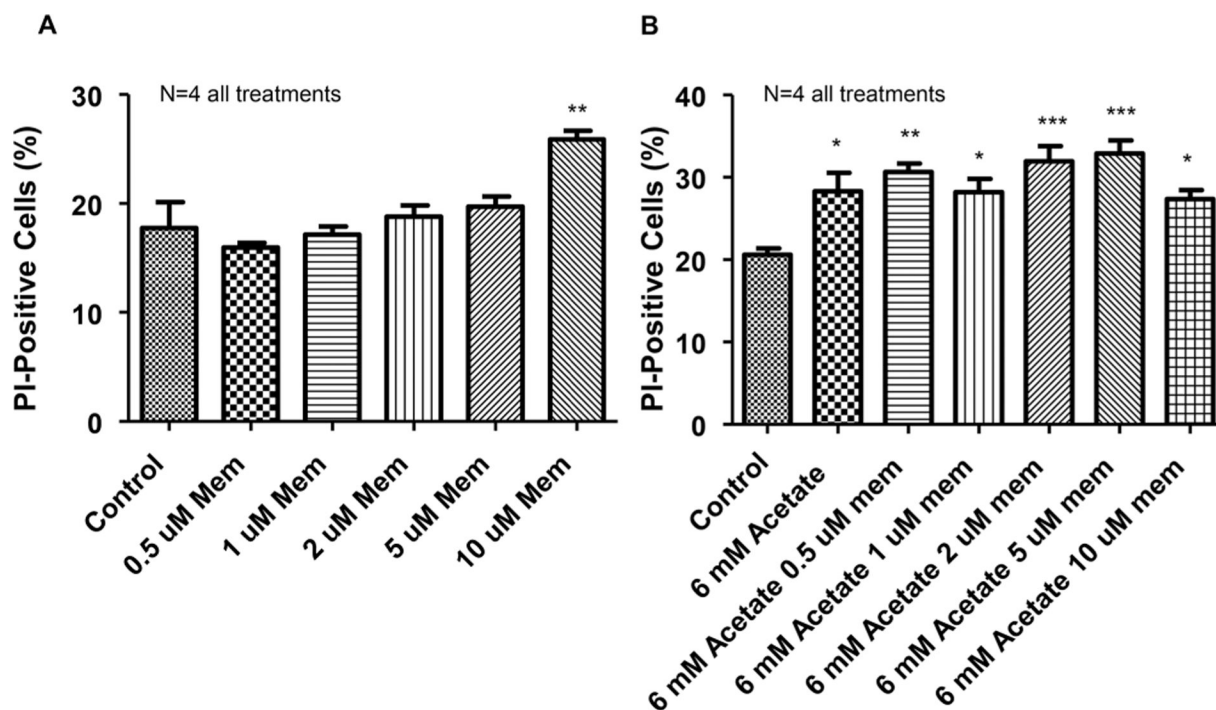 A
N=4 all treatments
PI-Positive Cells (%)
30
20
10
0
**
Control
0.5 uM Mem
1 uM Mem
2 uM Mem
5 uM Mem
10 uM Mem
B
N=4 all treatments
PI-Positive Cells (%)
40
30
20
10
0
*
**
*
***
***
*
Control
6 mM Acetate
6 mM Acetate 0.5 uM mem
6 mM Acetate 1 uM mem
6 mM Acetate 2 uM mem
6 mM Acetate 5 uM mem
6 mM Acetate 10 uM mem